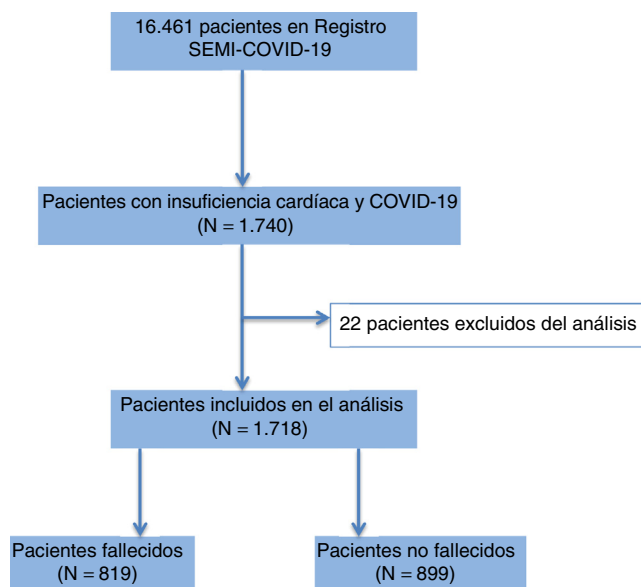 16.461 pacientes en Registro
SEMI-COVID-19
Pacientes con insuficiencia cardíaca y COVID-19
(N = 1.740)
22 pacientes excluidos del análisis
Pacientes incluidos en el análisis
(N = 1.718)
Pacientes fallecidos
(N = 819)
Pacientes no fallecidos
(N = 899)